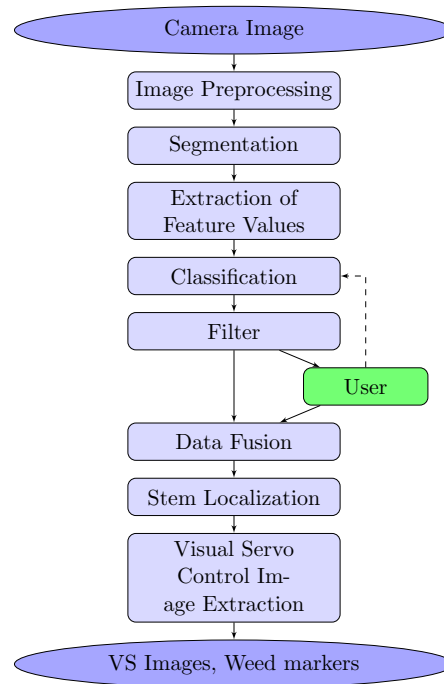 Camera Image
Image Preprocessing
Segmentation
Extraction of
Feature Values
Classification
Filter
User
Data Fusion
Stem Localization
Visual Servo
Control Im-
age Extraction
VS Images, Weed markers